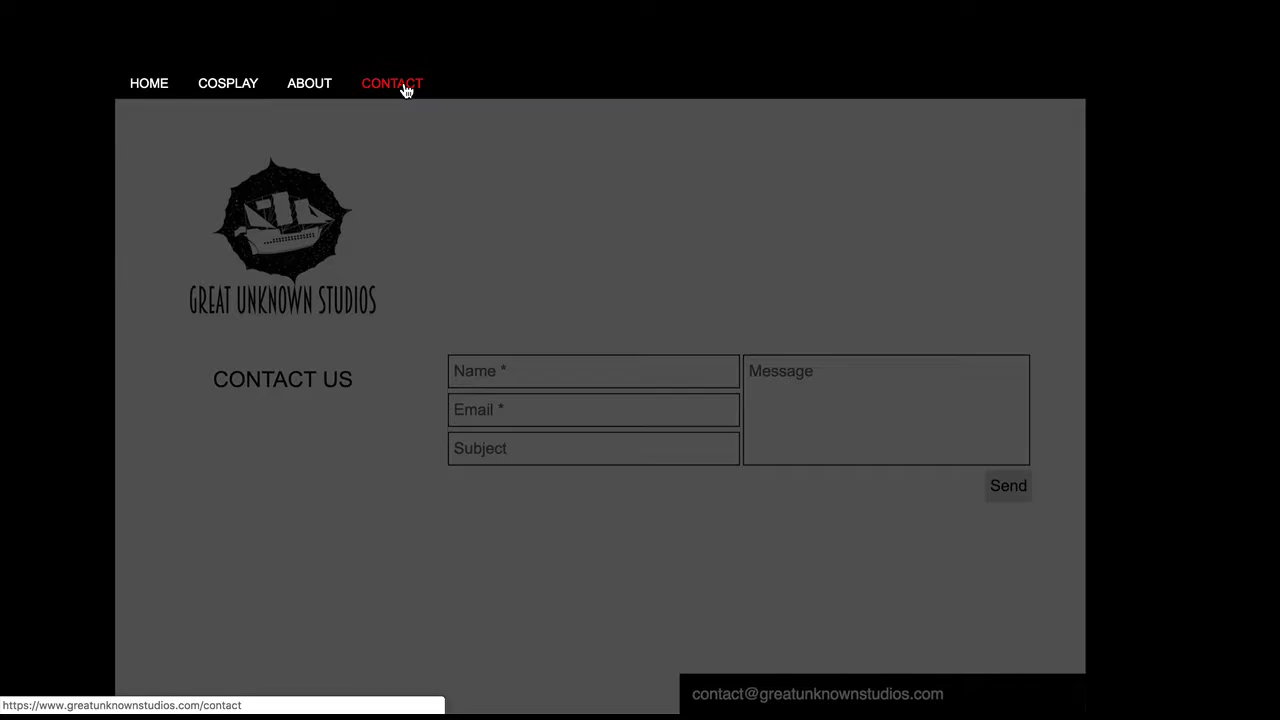 HOME COSPLAY ABOUT CONTACT
GREAT UNKNOWN STUDIOS
CONTACT US
Name *
Email *
Subject
Message
Send
contact@greatunknownstudios.com
https://www.greatunknownstudios.com/contact